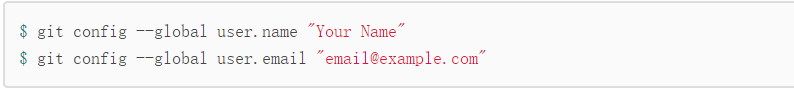 $ git config --global user.name "Your Name"
$ git config --global user.email "email@example.com"